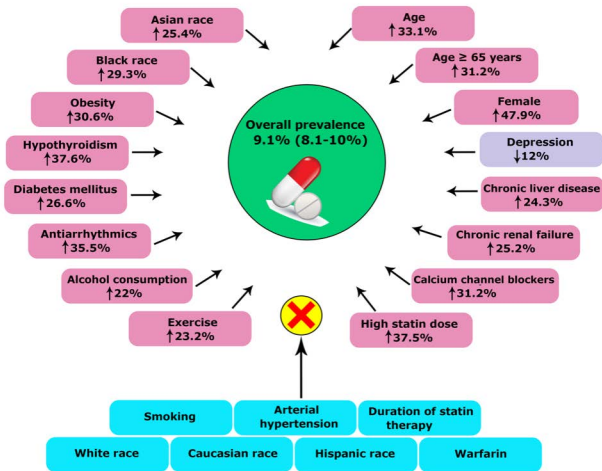 Asian race
↑25.4%
Age
↑33.1%
Black race
↑29.3%
Age ≥ 65 years
↑31.2%
Obesity
↑30.6%
Female
↑47.9%
Overall prevalence
9.1% (8.1-10%)
Hypothyroidism
↑37.6%
Depression
↓12%
Diabetes mellitus
↑26.6%
Chronic liver disease
↑24.3%
Antiarrhythmics
↑35.5%
Chronic renal failure
↑25.2%
Alcohol consumption
↑22%
Calcium channel blockers
↑31.2%
Exercise
↑23.2%
High statin dose
↑37.5%
Smoking
Arterial
hypertension
Duration of statin
therapy
White race
Caucasian race
Hispanic race
Warfarin